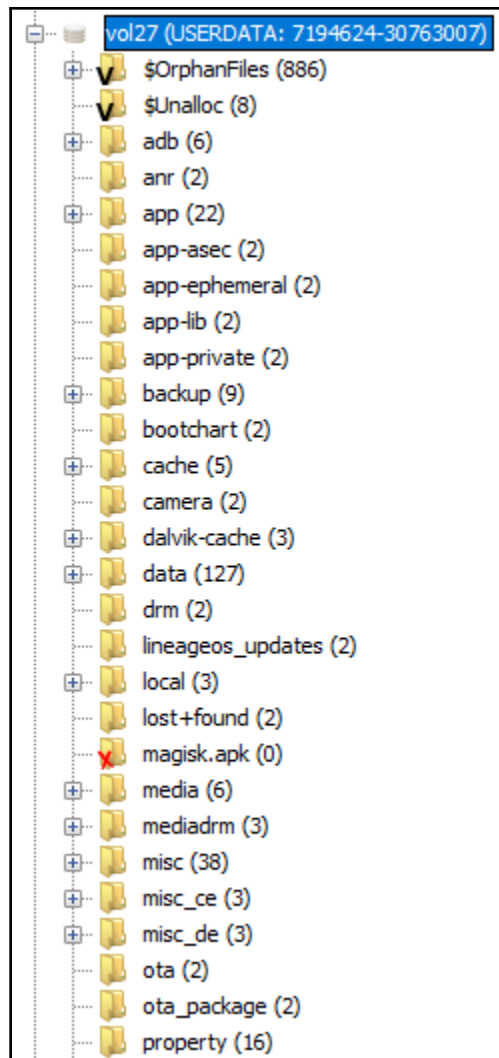 vol27 (USERDATA: 7194624-30763007)
$OrphanFiles (886)
$Unalloc (8)
adb (6)
anr (2)
app (22)
app-asec (2)
app-ephemeral (2)
app-lib (2)
app-private (2)
backup (9)
bootchart (2)
cache (5)
camera (2)
dalvik-cache (3)
data (127)
drm (2)
lineageos_updates (2)
local (3)
lost+found (2)
magisk.apk (0)
media (6)
mediadrm (3)
misc (38)
misc_ce (3)
misc_de (3)
ota (2)
ota_package (2)
property (16)